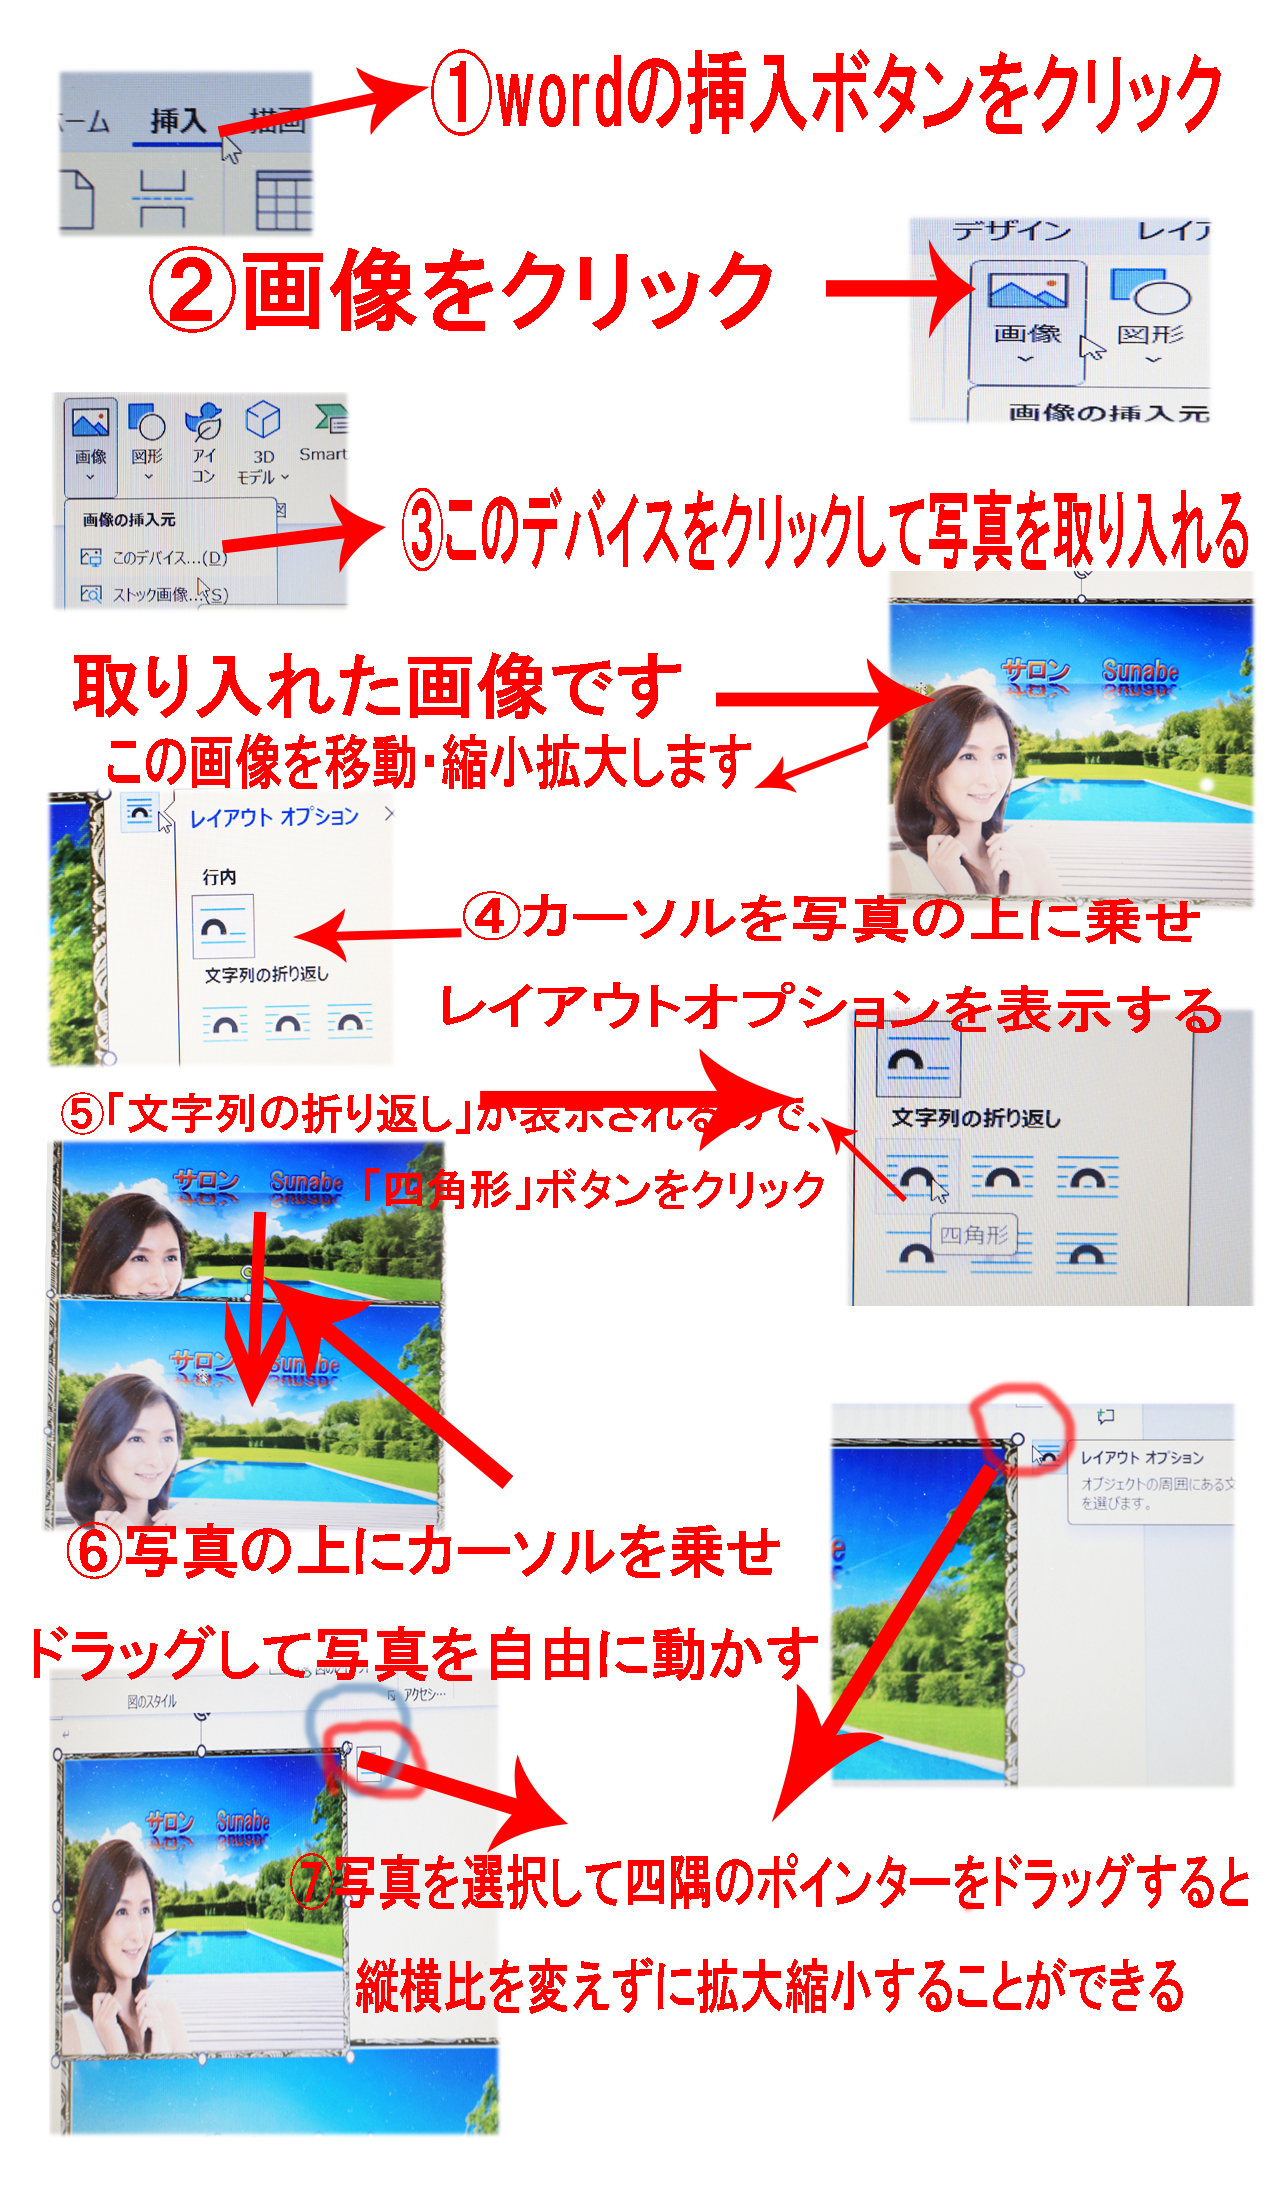 ①wordの挿入ボタンをクリック
ホーム 挿入 描画
②画像をクリック
デザイン レイア
画像 図形
画像の挿入元
画像 図形 アイコン 3Dモデル Smart
画像の挿入元
このデバイス...(D)
ストック画像...(S)
③このデバイスをクリックして写真を取り入れる
取り入れた画像です
サロン Sunabe
この画像を移動・縮小拡大します
レイアウト オプション
行内
文字列の折り返し
④カーソルを写真の上に乗せ
レイアウトオプションを表示する
⑤「文字列の折り返し」が表示されるので、
「四角形」ボタンをクリック
文字列の折り返し
四角形
サロン Sunabe
サロン Sunabe
レイアウト オプション
オブジェクトの周囲にある文
を選びます。
⑥写真の上にカーソルを乗せ
ドラッグして写真を自由に動かす
図のスタイル
アクセシ…
サロン Sunabe
⑦写真を選択して四隅のポインターをドラッグすると
縦横比を変えずに拡大縮小することができる